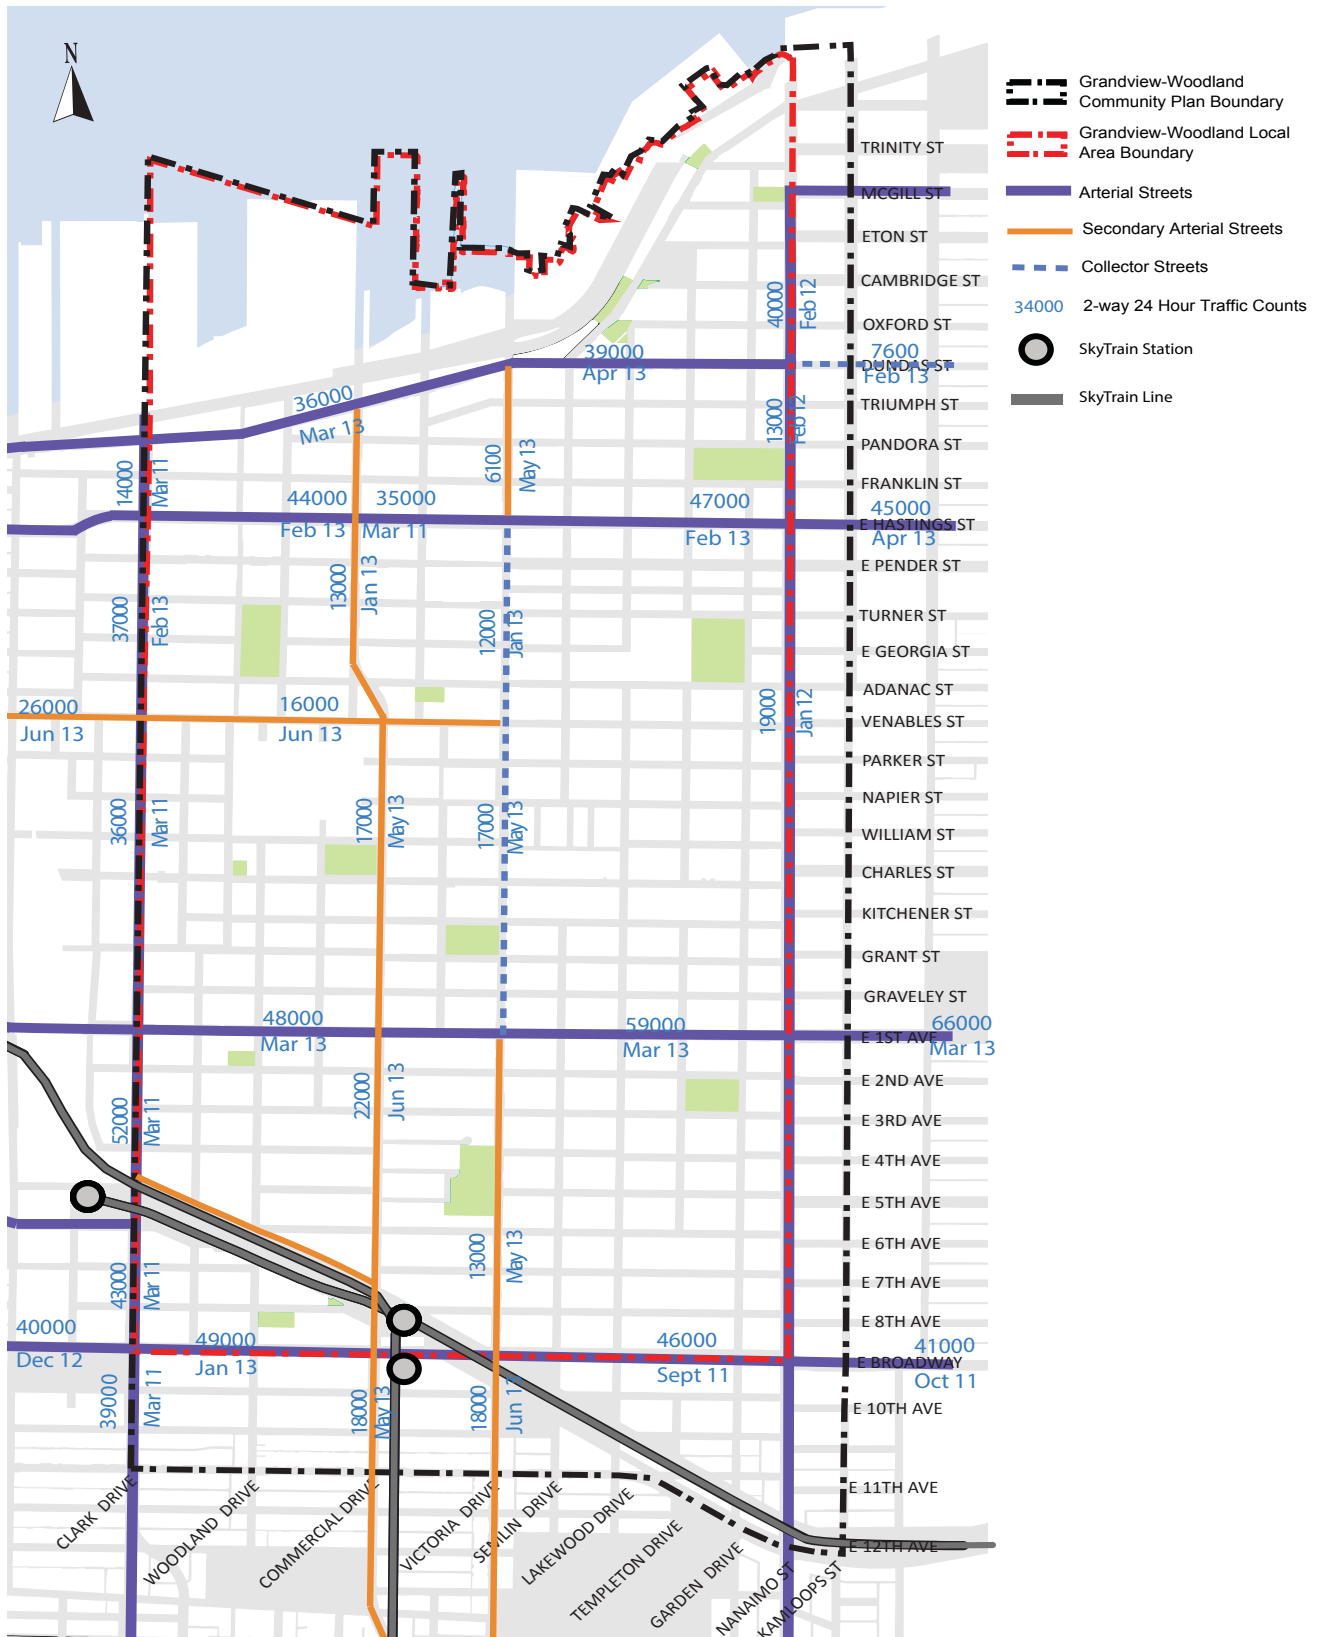 N
Grandview-Woodland
Community Plan Boundary
Grandview-Woodland Local
Area Boundary
Arterial Streets
Secondary Arterial Streets
Collector Streets
34000 2-way 24 Hour Traffic Counts
SkyTrain Station
SkyTrain Line
TRINITY ST
MCGILL ST
ETON ST
CAMBRIDGE ST
40000
Feb 12
OXFORD ST
39000
Apr 13
7600
DUNDAS ST
Feb 13
36000
Mar 13
TRIUMPH ST
13000
Feb 12
PANDORA ST
14000
Mar 11
6100
May 13
FRANKLIN ST
44000
Feb 13
35000
Mar 11
47000
Feb 13
45000
E HASTINGS ST
Apr 13
E PENDER ST
13000
Jan 13
37000
Feb 13
12000
Jan 13
TURNER ST
E GEORGIA ST
ADANAC ST
26000
Jun 13
16000
Jun 13
19000
Jan 12
VENABLES ST
PARKER ST
NAPIER ST
36000
Mar 11
17000
May 13
17000
May 13
WILLIAM ST
CHARLES ST
KITCHENER ST
GRANT ST
GRAVELEY ST
48000
Mar 13
59000
Mar 13
66000
E 1ST AVE
Mar 13
E 2ND AVE
22000
Jun 13
52000
Mar 11
E 3RD AVE
E 4TH AVE
E 5TH AVE
E 6TH AVE
13000
May 13
43000
Mar 11
E 7TH AVE
E 8TH AVE
40000
Dec 12
49000
Jan 13
46000
Sept 11
41000
E BROADWAY
Oct 11
39000
Mar 11
18000
May 13
18000
E 10TH AVE
E 11TH AVE
E 12TH AVE
CLARK DRIVE
WOODLAND DRIVE
COMMERCIAL DRIVE
VICTORIA DRIVE
SEMLIN DRIVE
LAKEWOOD DRIVE
TEMPLETON DRIVE
GARDEN DRIVE
NANAIMO ST
KAMLOOPS ST